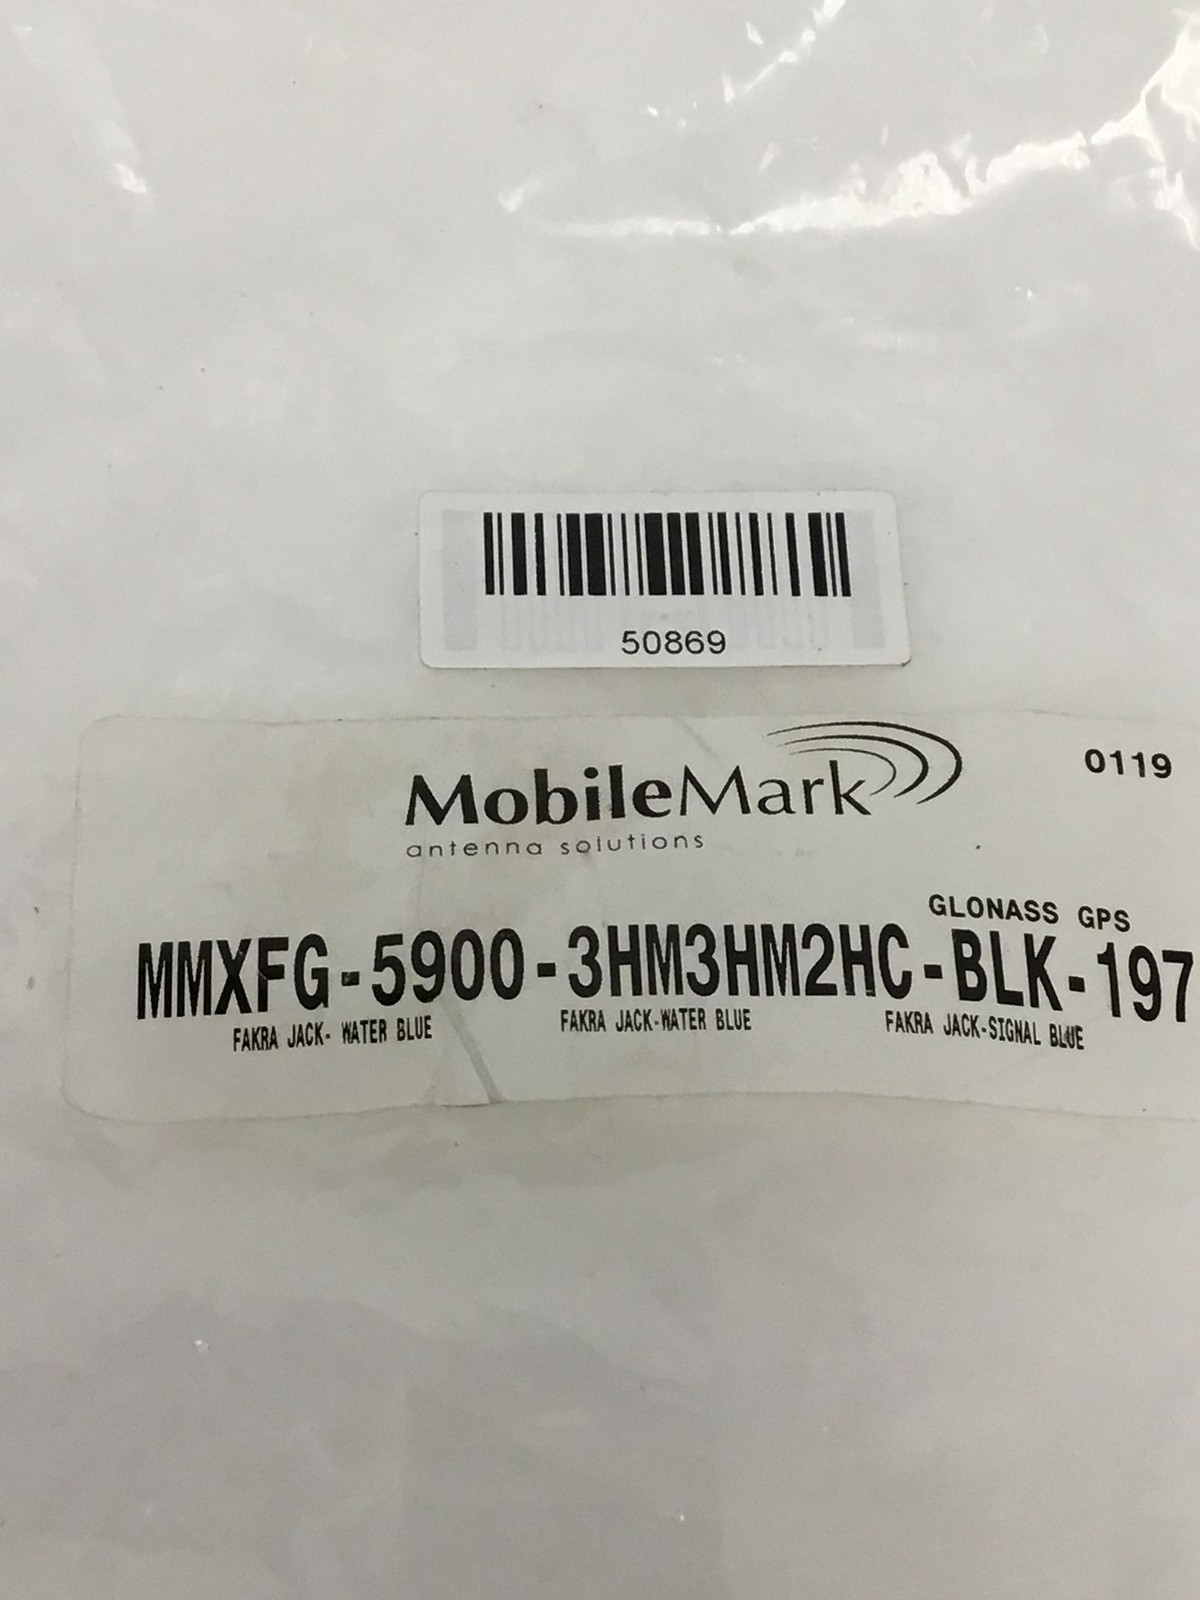 50869
MobileMark
0119
antenna solutions
GLONASS GPS
MMXFG-5900-3HM3HM2HC-BLK-197
FAKRA JACK- WATER BLUE
FAKRA JACK-WATER BLUE
FAKRA JACK-SIGNAL BLUE